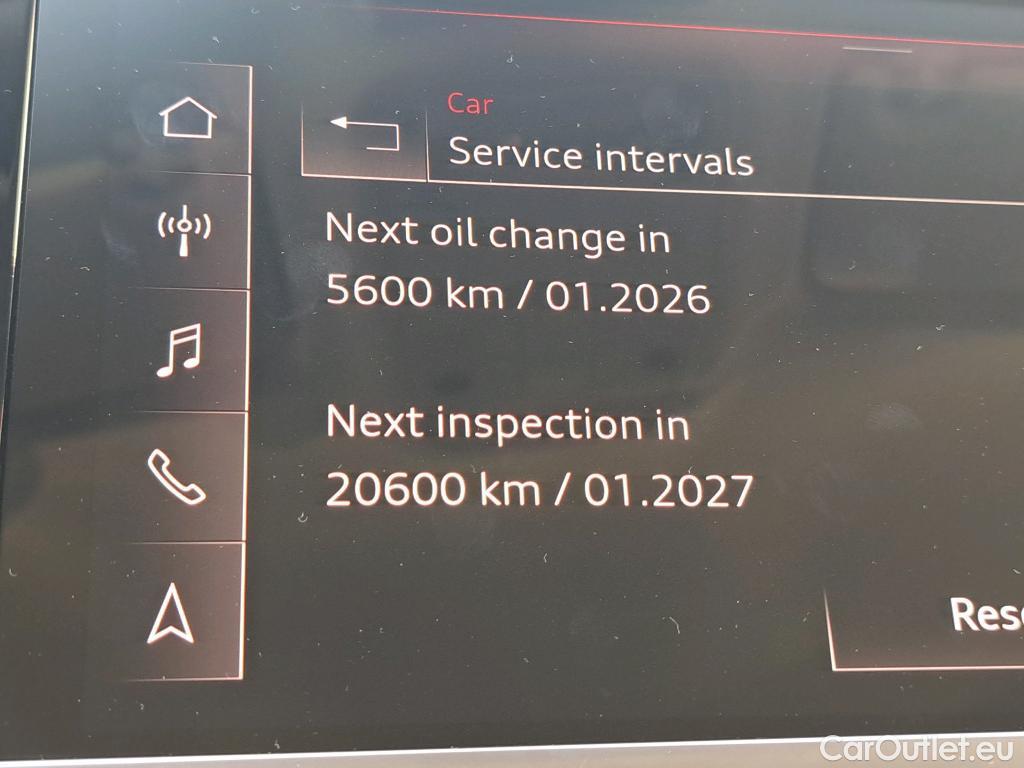 Car
Service intervals
Next oil change in
5600 km / 01.2026
Next inspection in
20600 km / 01.2027
CarOutlet.eu